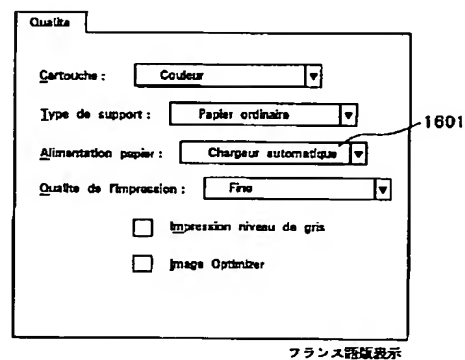 Qualite
Cartouche : Couleur
Type de support : Papier ordinaire
1601
Alimentation papier : Chargeur automatique
Qualite de l'impression : Fine
Impression niveau de gris
Image Optimizer
フランス語版表示